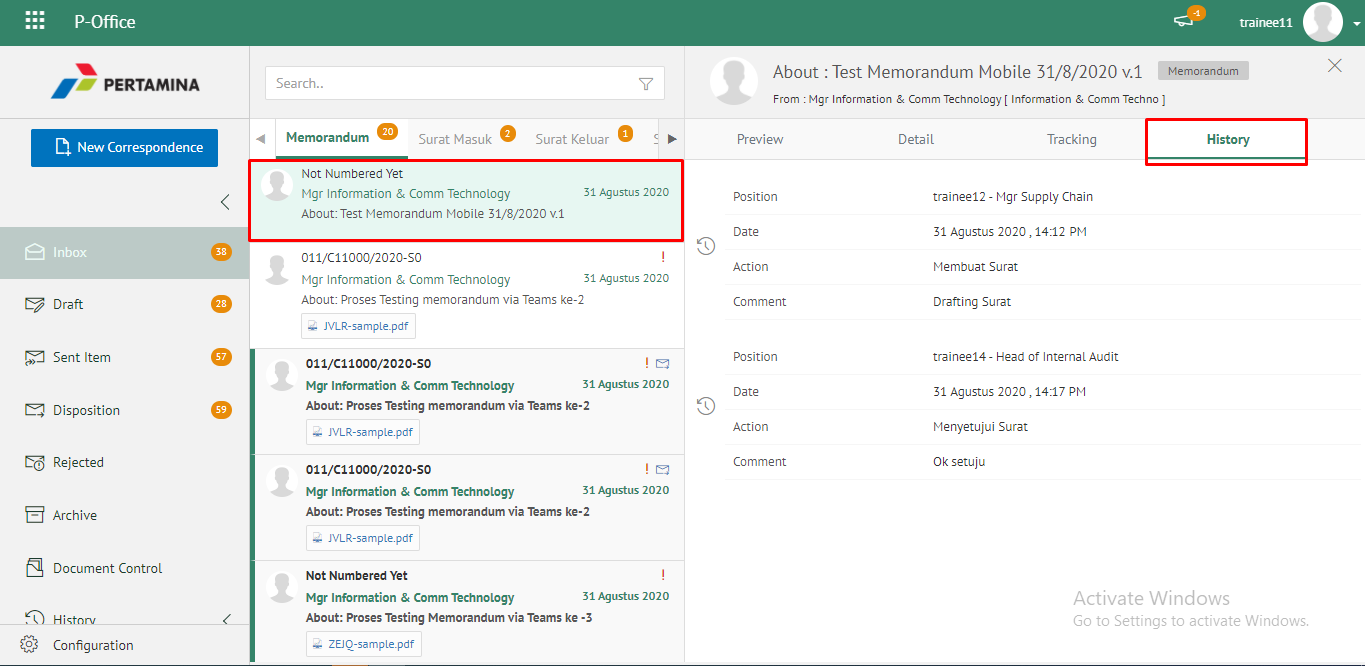 P-Office
-1
trainee11
PERTAMINA
New Correspondence
Inbox 38
Draft 28
Sent Item 57
Disposition 59
Rejected
Archive
Document Control
History
Configuration
Search..
Memorandum 20 Surat Masuk 2 Surat Keluar 1 S
Not Numbered Yet
Mgr Information & Comm Technology 31 Agustus 2020
About: Test Memorandum Mobile 31/8/2020 v.1
011/C11000/2020-S0 !
Mgr Information & Comm Technology 31 Agustus 2020
About: Proses Testing memorandum via Teams ke-2
JVLR-sample.pdf
011/C11000/2020-S0 !
Mgr Information & Comm Technology 31 Agustus 2020
About: Proses Testing memorandum via Teams ke-2
JVLR-sample.pdf
011/C11000/2020-S0 !
Mgr Information & Comm Technology 31 Agustus 2020
About: Proses Testing memorandum via Teams ke-2
JVLR-sample.pdf
Not Numbered Yet !
Mgr Information & Comm Technology 31 Agustus 2020
About: Proses Testing Memorandum via Teams ke -3
ZEJQ-sample.pdf
About : Test Memorandum Mobile 31/8/2020 v.1 Memorandum
From : Mgr Information & Comm Technology [ Information & Comm Techno ]
Preview Detail Tracking History
Position trainee12 - Mgr Supply Chain
Date 31 Agustus 2020 , 14:12 PM
Action Membuat Surat
Comment Drafting Surat
Position trainee14 - Head of Internal Audit
Date 31 Agustus 2020 , 14:17 PM
Action Menyetujui Surat
Comment Ok setuju
Activate Windows
Go to Settings to activate Windows.